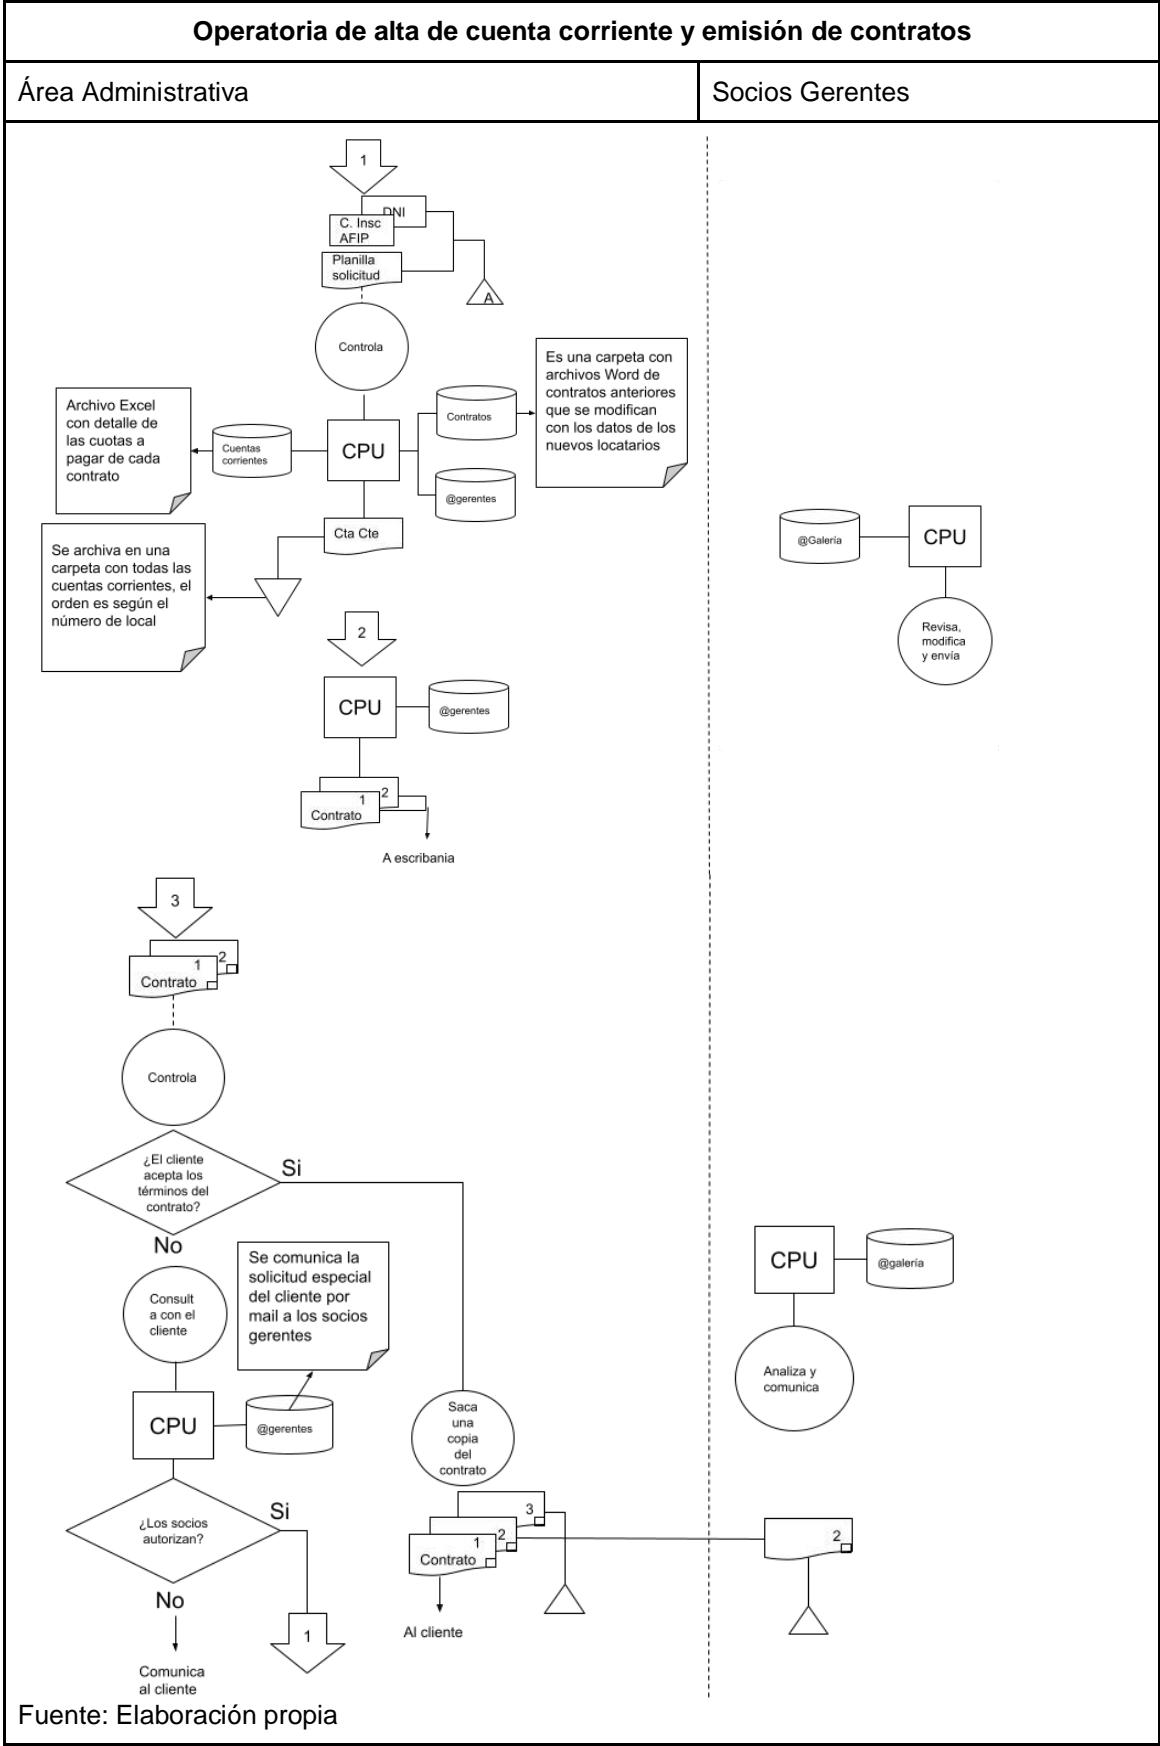 Operatoria de alta de cuenta corriente y emisión de contratos
Área Administrativa
Socios Gerentes
1
DNI
C. Insc
AFIP
Planilla
solicitud
A
Controla
Es una carpeta con
archivos Word de
contratos anteriores
que se modifican
con los datos de los
nuevos locatarios
Archivo Excel
con detalle de
las cuotas a
pagar de cada
contrato
Cuentas
corrientes
CPU
Contratos
@gerentes
Cta Cte
Se archiva en una
carpeta con todas las
cuentas corrientes, el
orden es según el
número de local
@Galería
CPU
Revisa,
modifica
y envía
2
CPU
@gerentes
2
1
Contrato
A escribania
3
2
1
Contrato
Controla
¿El cliente
acepta los
términos del
contrato?
Si
No
Consult
a con el
cliente
Se comunica la
solicitud especial
del cliente por
mail a los socios
gerentes
CPU
@gerentes
CPU
@galería
Analiza y
comunica
Saca
una
copia
del
contrato
¿Los socios
autorizan?
Si
No
3
2
1
Contrato
2
Al cliente
1
Comunica
al cliente
Fuente: Elaboración propia